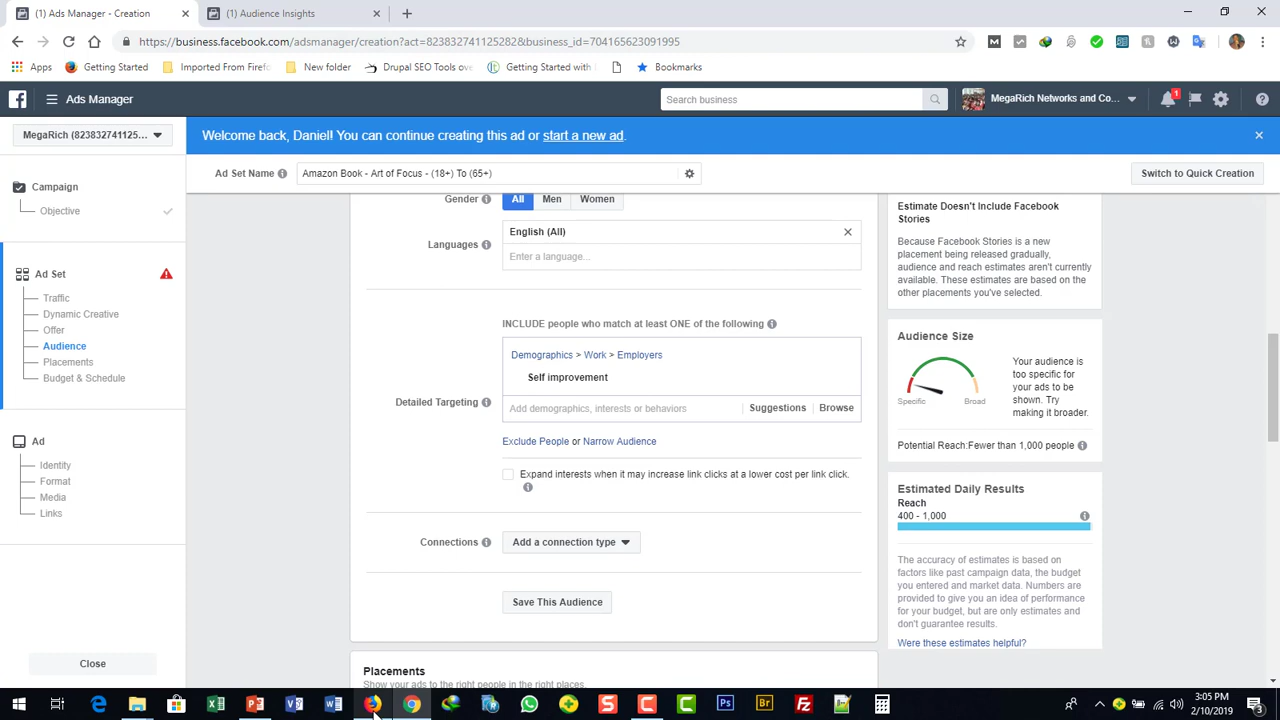 (1) Ads Manager - Creation
(1) Audience Insights
https://business.facebook.com/adsmanager/creation?act=823832741125282&business_id=704165623091995
Apps
Getting Started
Imported From Firef
New folder
Drupal SEO Tools ove
Getting Started with
Bookmarks
Ads Manager
Search business
MegaRich Networks and Co...
1
MegaRich (823832741125...
Welcome back, Daniel! You can continue creating this ad or start a new ad.
Ad Set Name
Amazon Book - Art of Focus - (18+) To (65+)
Switch to Quick Creation
Campaign
Objective
Ad Set
Traffic
Dynamic Creative
Offer
Audience
Placements
Budget & Schedule
Ad
Identity
Format
Media
Links
Close
Gender
All
Men
Women
Languages
English (All)
Enter a language...
INCLUDE people who match at least ONE of the following
Demographics > Work > Employers
Self improvement
Detailed Targeting
Add demographics, interests or behaviors
Suggestions
Browse
Exclude People or Narrow Audience
Expand interests when it may increase link clicks at a lower cost per link click.
Connections
Add a connection type
Save This Audience
Placements
Show your ads to the right people in the right places.
Estimate Doesn't Include Facebook
Stories
Because Facebook Stories is a new
placement being released gradually,
audience and reach estimates aren't currently
available. These estimates are based on the
other placements you've selected.
Audience Size
Specific
Broad
Your audience is
too specific for
your ads to be
shown. Try
making it broader.
Potential Reach:Fewer than 1,000 people
Estimated Daily Results
Reach
400 - 1,000
The accuracy of estimates is based on
factors like past campaign data, the budget
you entered and market data. Numbers are
provided to give you an idea of performance
for your budget, but are only estimates and
don't guarantee results.
Were these estimates helpful?
3:05 PM
2/10/2019